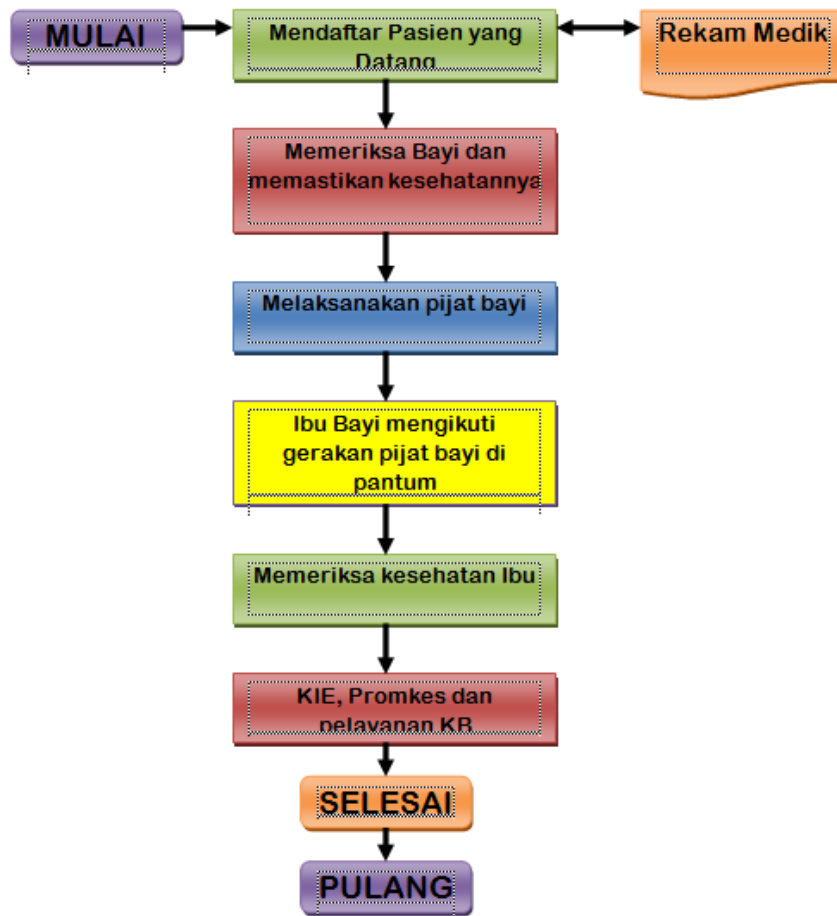 MULAI
Mendaftar Pasien yang
Datang
Rekam Medik
Memeriksa Bayi dan
memastikan kesehatannya
Melaksanakan pijat bayi
Ibu Bayi mengikuti
gerakan pijat bayi di
pantum
Memeriksa kesehatan Ibu
KIE, Promkes dan
pelayanan KB
SELESAI
PULANG